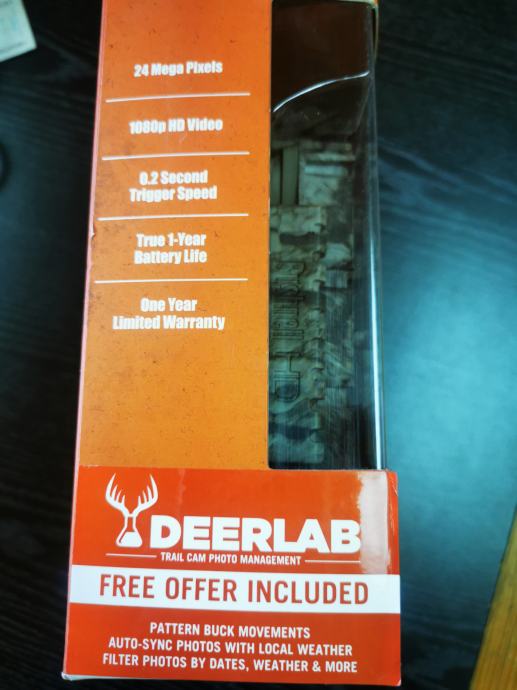 24 Mega Pixels
1080p HD Video
0.2 Second
Trigger Speed
True 1-Year
Battery Life
One Year
Limited Warranty
DEERLAB
TRAIL CAM PHOTO MANAGEMENT
FREE OFFER INCLUDED
PATTERN BUCK MOVEMENTS
AUTO-SYNC PHOTOS WITH LOCAL WEATHER
FILTER PHOTOS BY DATES, WEATHER & MORE